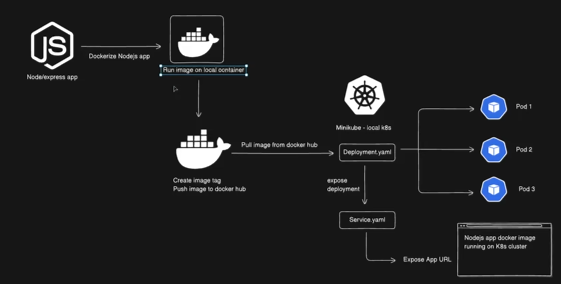 JS
Node/express app
Dockerize Nodejs app
Run image on local container
Create image tag
Push image to docker hub
Pull image from docker hub
Minikube - local k8s
Deployment.yaml
expose
deployment
Service.yaml
Expose App URL
Pod 1
Pod 2
Pod 3
Nodejs app docker image
running on K8s cluster